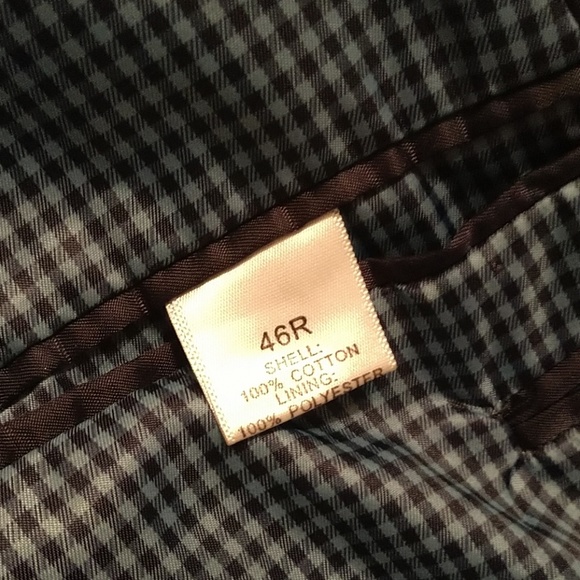 46R
SHELL:
100% COTTON
LINING:
100% POLYESTER